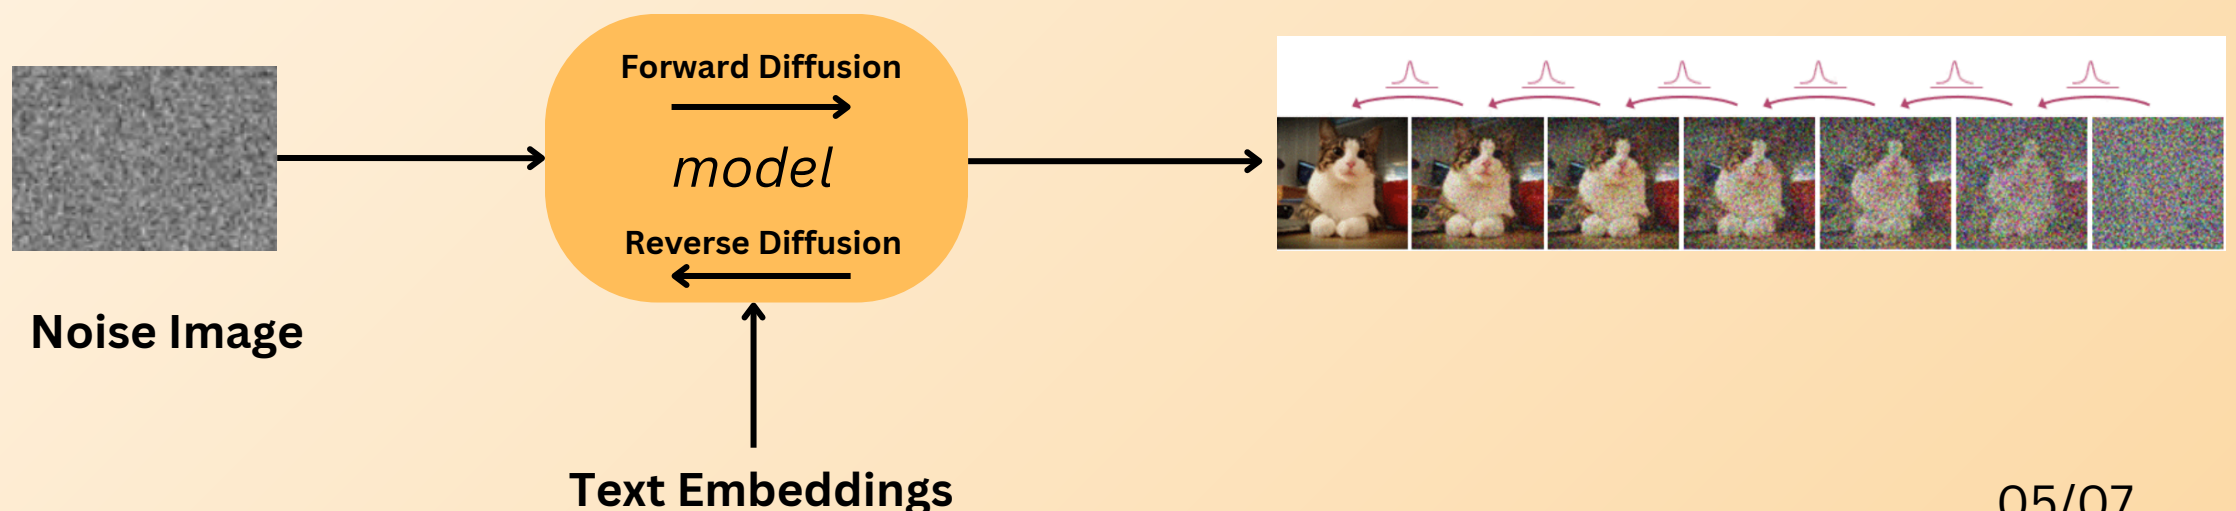 Forward Diffusion
model
Reverse Diffusion
Noise Image
Text Embeddings
05/07